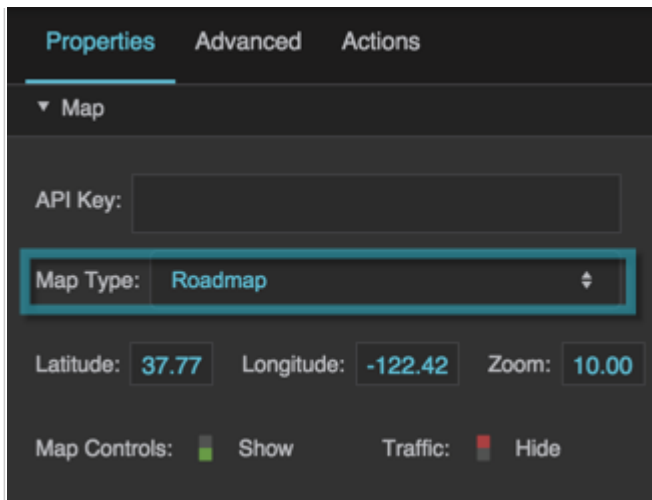 Properties Advanced Actions
Map
API Key:
Map Type: Roadmap
Latitude: 37.77 Longitude: -122.42 Zoom: 10.00
Map Controls: Show Traffic: Hide